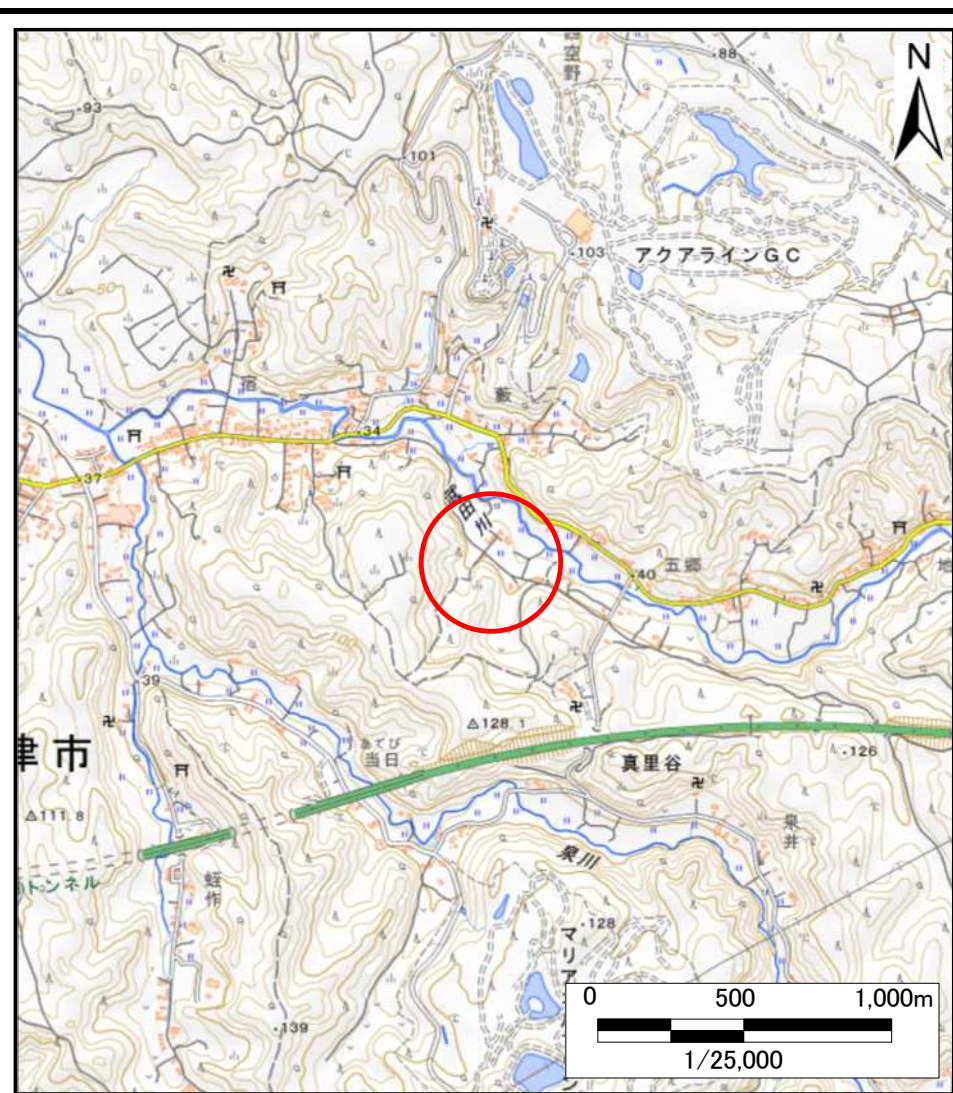 N
空野
88
93
101
103
アクアラインGC
50
宿
藪
34
50
37
武田川
五郷
40
地
100
39
128.1
あてび
当日
真里谷
126
津市
111.8
泉川
泉井
トンネル
蛭作
128
マリア
139
0 500 1,000m
1/25,000